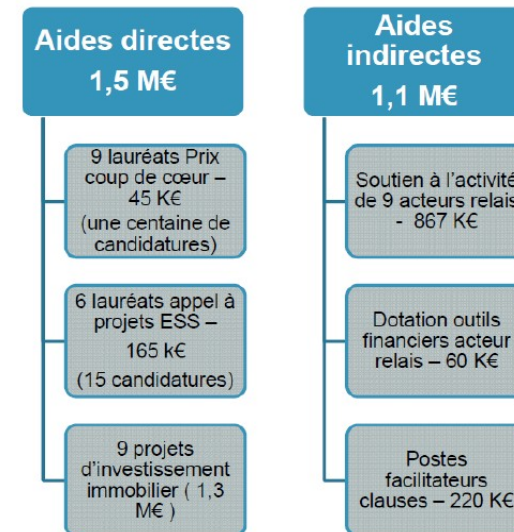 Aides directes
1,5 M€
9 lauréats Prix
coup de cœur –
45 K€
(une centaine de
candidatures)
6 lauréats appel à
projets ESS –
165 k€
(15 candidatures)
9 projets
d'investissement
immobilier ( 1,3
M€ )
Aides
indirectes
1,1 M€
Soutien à l'activité
de 9 acteurs relais
- 867 K€
Dotation outils
financiers acteur
relais – 60 K€
Postes
facilitateurs
clauses – 220 K€